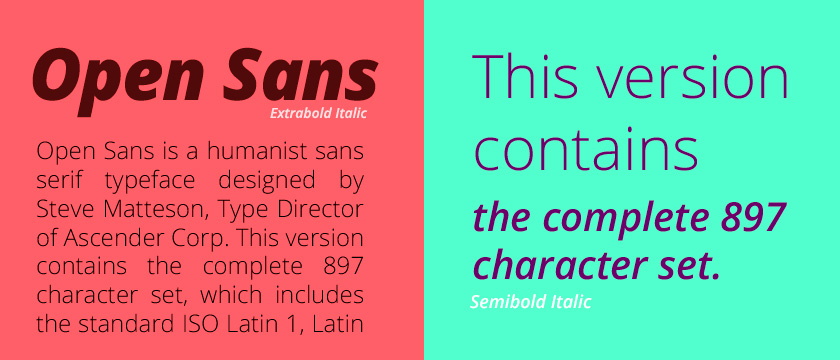 Open Sans
Extrabold Italic
Open Sans is a humanist sans
serif typeface designed by
Steve Matteson, Type Director
of Ascender Corp. This version
contains the complete 897
character set, which includes
the standard ISO Latin 1, Latin
This version
contains
the complete 897
character set.
Semibold Italic